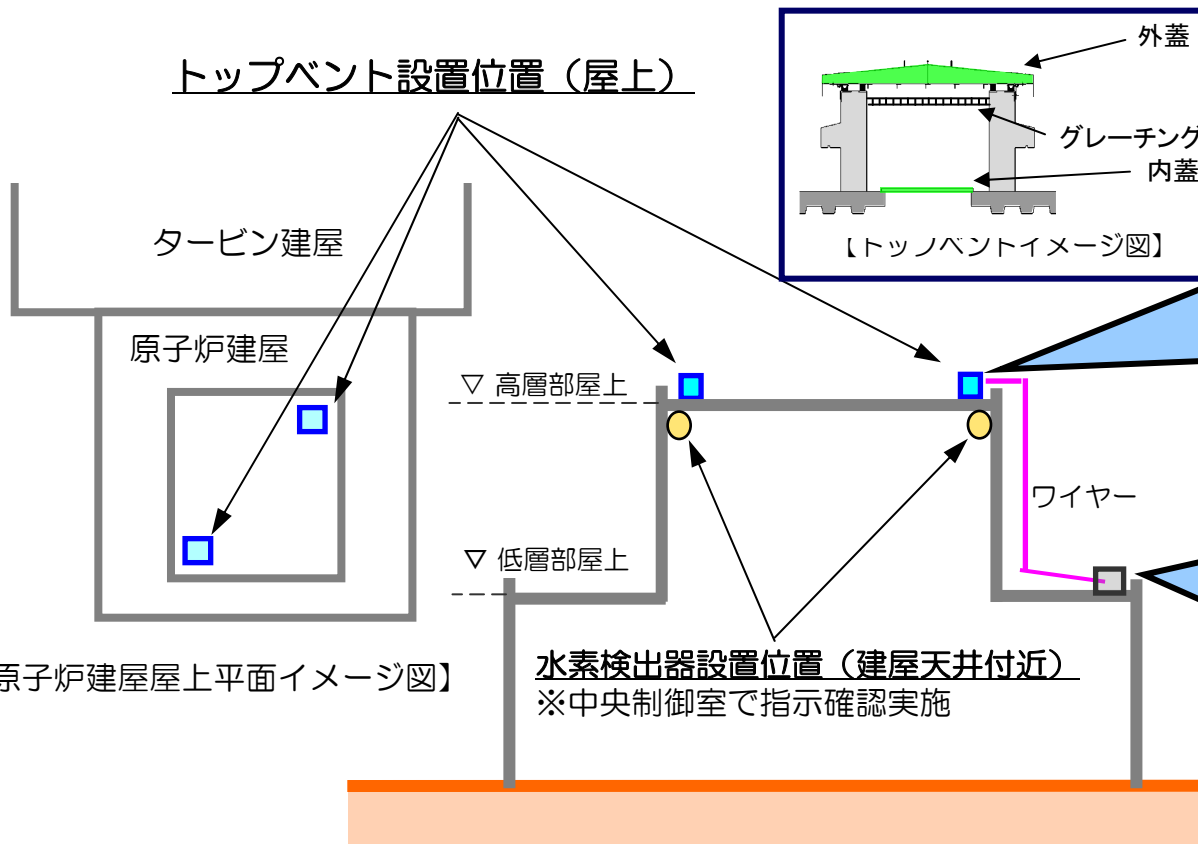 トップベント設置位置（屋上）
外蓋
グレーチング
内蓋
【トップベントイメージ図】
タービン建屋
原子炉建屋
▽ 高層部屋上
ワイヤー
▽ 低層部屋上
原子炉建屋屋上平面イメージ図】
水素検出器設置位置（建屋天井付近）
※中央制御室で指示確認実施